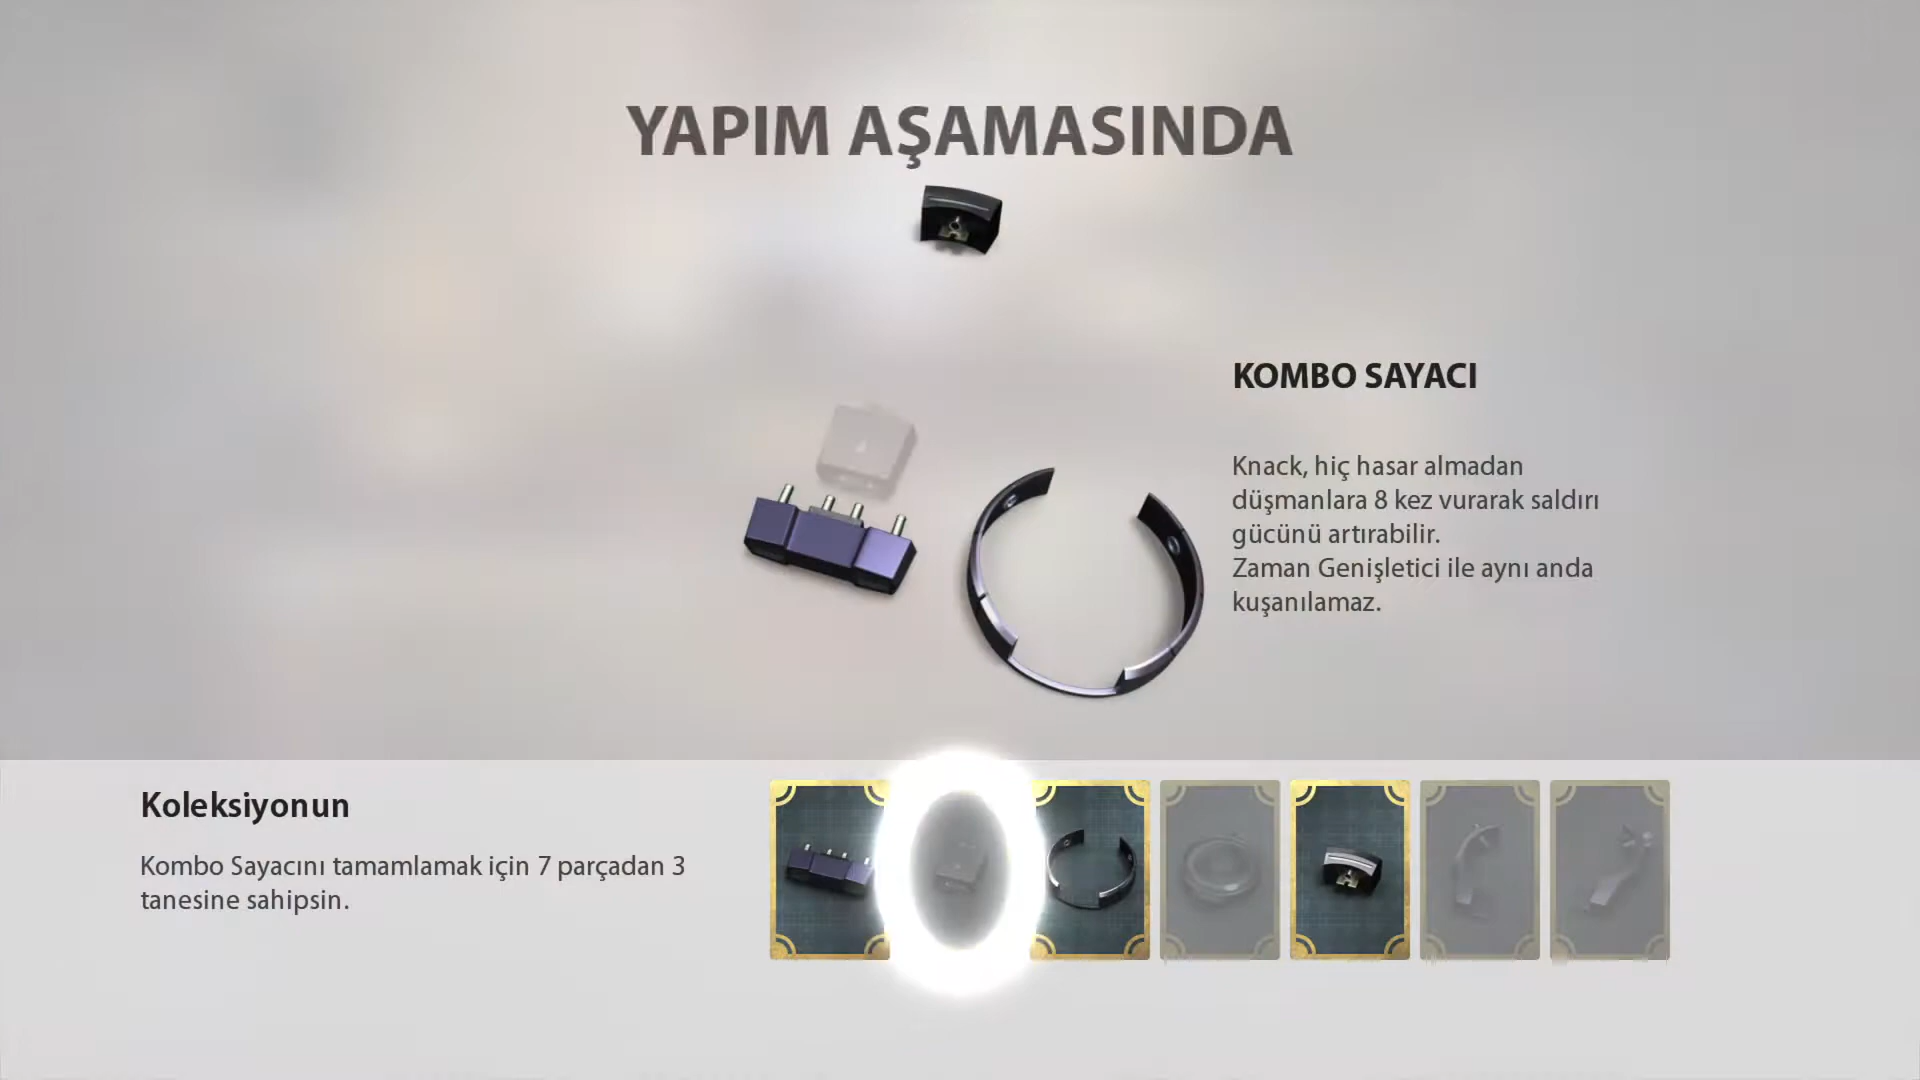 YAPIM AŞAMASINDA
KOMBO SAYACI
Knack, hiç hasar almadan
düşmanlara 8 kez vurarak saldırı
gücünü artırabilir.
Zaman Genişletici ile aynı anda
kuşanılamaz.
Koleksiyonun
Kombo Sayacını tamamlamak için 7 parçadan 3
tanesine sahipsin.